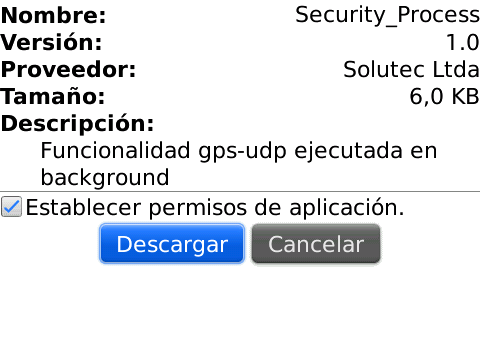 Nombre: Security_Process
Versión: 1.0
Proveedor: Solutec Ltda
Tamaño: 6,0 KB
Descripción:
Funcionalidad gps-udp ejecutada en
background
Establecer permisos de aplicación.
Descargar Cancelar